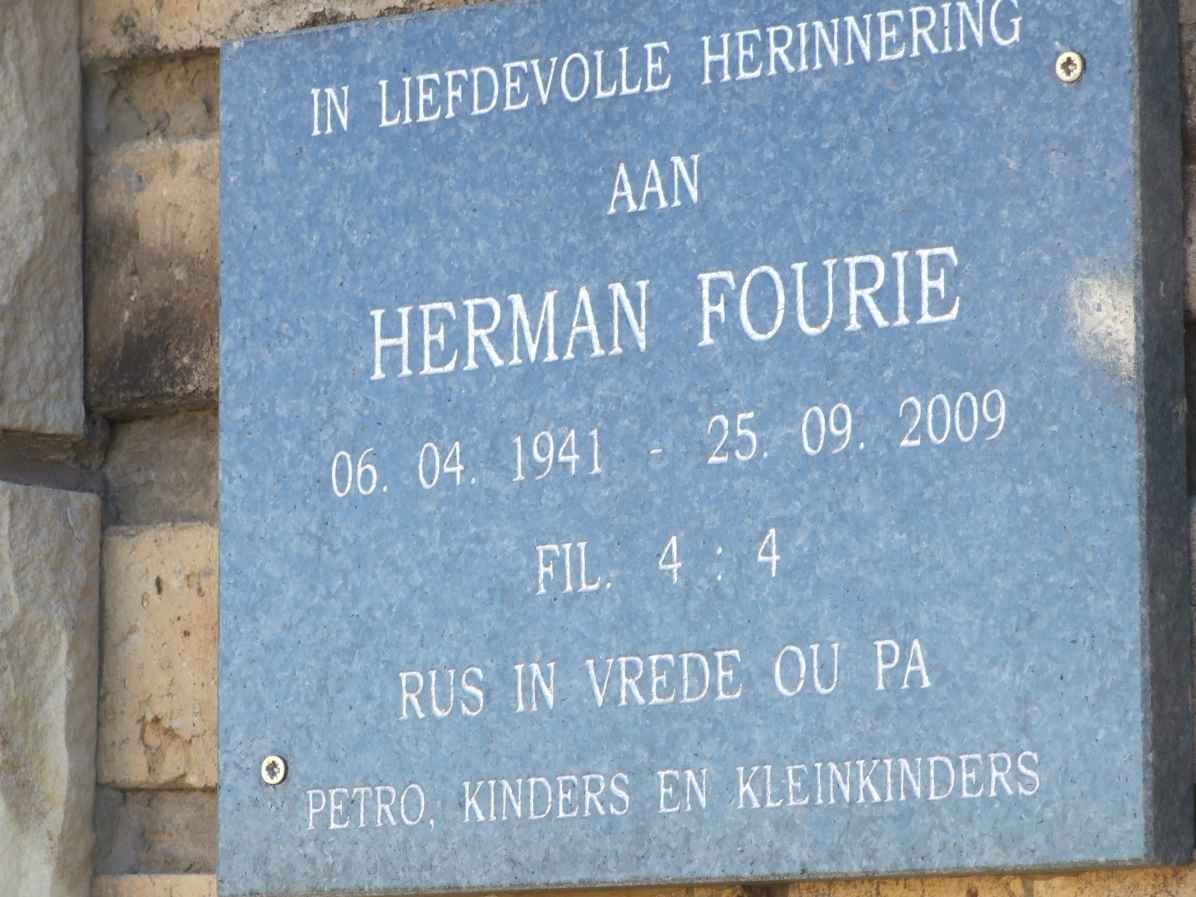 IN LIEFDEVOLLE HERINNERING
AAN
HERMAN FOURIE
06. 04. 1941 - 25. 09. 2009
FIL. 4 : 4
RUS IN VREDE OU PA
PETRO, KINDERS EN KLEINKINDERS